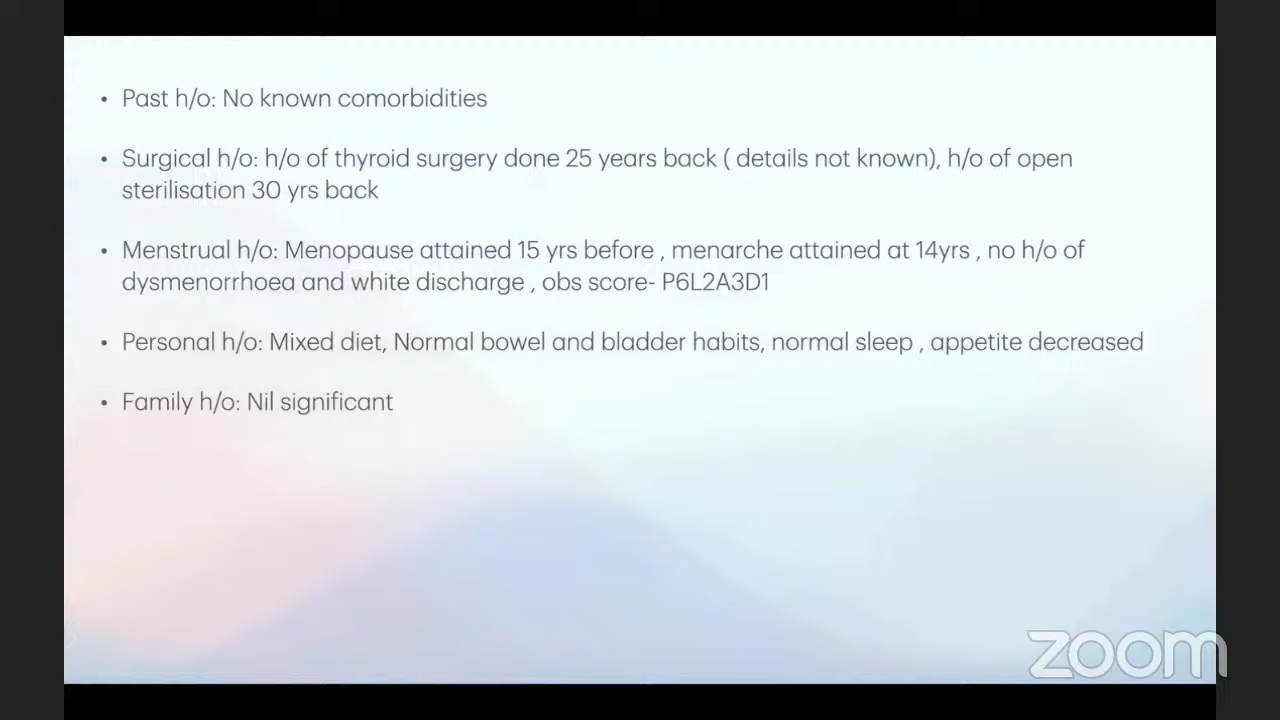 • Past h/o: No known comorbidities
• Surgical h/o: h/o of thyroid surgery done 25 years back ( details not known), h/o of open
sterilisation 30 yrs back
• Menstrual h/o: Menopause attained 15 yrs before , menarche attained at 14yrs , no h/o of
dysmenorrhoea and white discharge , obs score- P6L2A3D1
• Personal h/o: Mixed diet, Normal bowel and bladder habits, normal sleep , appetite decreased
• Family h/o: Nil significant
zoom